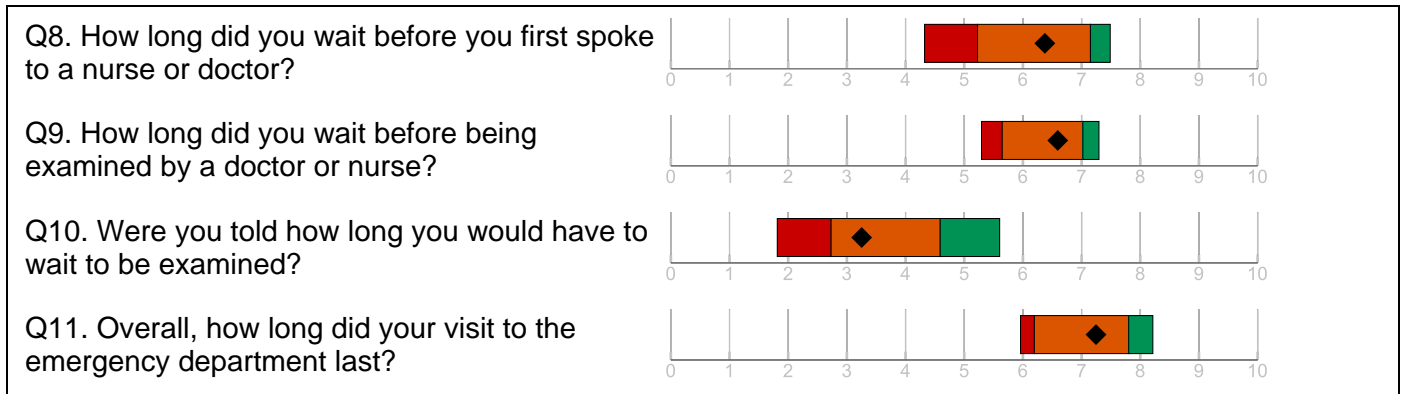 Q8. How long did you wait before you first spoke
to a nurse or doctor?
0 1 2 3 4 5 6 7 8 9 10
Q9. How long did you wait before being
examined by a doctor or nurse?
0 1 2 3 4 5 6 7 8 9 10
Q10. Were you told how long you would have to
wait to be examined?
0 1 2 3 4 5 6 7 8 9 10
Q11. Overall, how long did your visit to the
emergency department last?
0 1 2 3 4 5 6 7 8 9 10